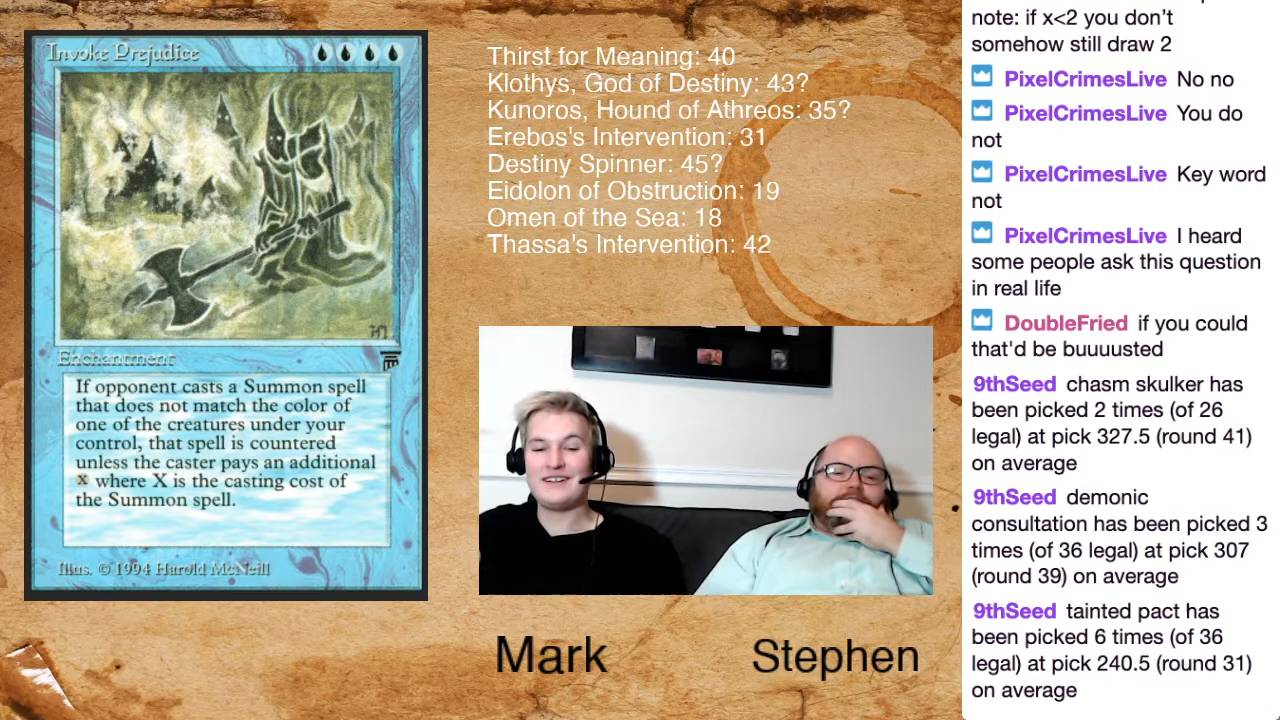 Invoke Prejudice
Enchantment
If opponent casts a Summon spell
that does not match the color of
one of the creatures under your
control, that spell is countered
unless the caster pays an additional
X where X is the casting cost of
the Summon spell.
Illus. © 1994 Harold McNeill
Thirst for Meaning: 40
Klothys, God of Destiny: 43?
Kunoros, Hound of Athreos: 35?
Erebos's Intervention: 31
Destiny Spinner: 45?
Eidolon of Obstruction: 19
Omen of the Sea: 18
Thassa's Intervention: 42
Mark
Stephen
note: if x<2 you don’t
somehow still draw 2
PixelCrimesLive No no
PixelCrimesLive You do
not
PixelCrimesLive Key word
not
PixelCrimesLive I heard
some people ask this question
in real life
DoubleFried if you could
that'd be buuuusted
9thSeed chasm skulker has
been picked 2 times (of 26
legal) at pick 327.5 (round 41)
on average
9thSeed demonic
consultation has been picked 3
times (of 36 legal) at pick 307
(round 39) on average
9thSeed tainted pact has
been picked 6 times (of 36
legal) at pick 240.5 (round 31)
on average